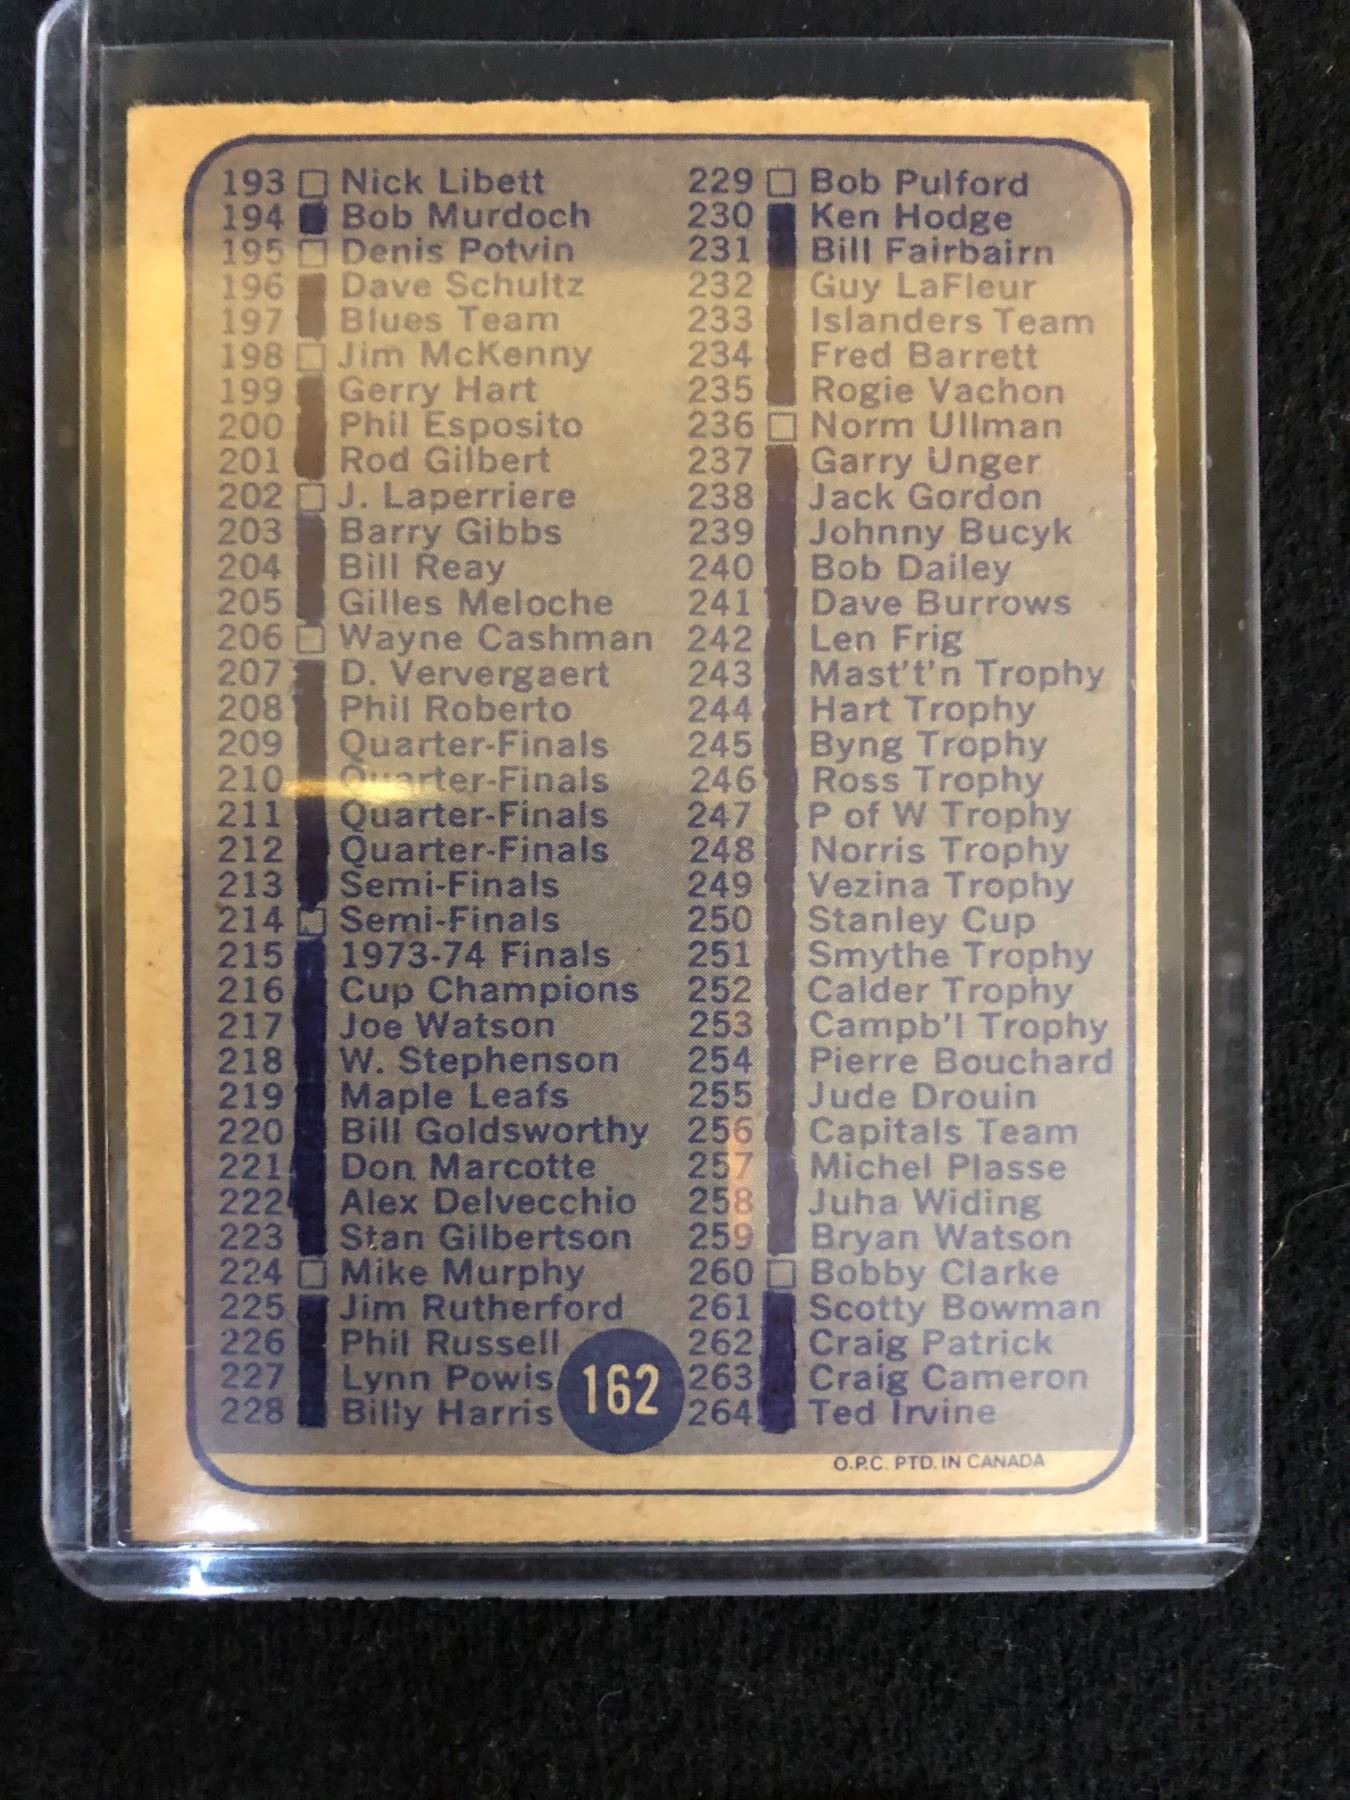 193 Nick Libett
194 Bob Murdoch
195 Denis Potvin
196 Dave Schultz
197 Blues Team
198 Jim McKenny
199 Gerry Hart
200 Phil Esposito
201 Rod Gilbert
202 J. Laperriere
203 Barry Gibbs
204 Bill Reay
205 Gilles Meloche
206 Wayne Cashman
207 D. Ververgaert
208 Phil Roberto
209 Quarter-Finals
210 Quarter-Finals
211 Quarter-Finals
212 Quarter-Finals
213 Semi-Finals
214 Semi-Finals
215 1973-74 Finals
216 Cup Champions
217 Joe Watson
218 W. Stephenson
219 Maple Leafs
220 Bill Goldsworthy
221 Don Marcotte
222 Alex Delvecchio
223 Stan Gilbertson
224 Mike Murphy
225 Jim Rutherford
226 Phil Russell
227 Lynn Powis
228 Billy Harris
229 Bob Pulford
230 Ken Hodge
231 Bill Fairbairn
232 Guy LaFleur
233 Islanders Team
234 Fred Barrett
235 Rogie Vachon
236 Norm Ullman
237 Garry Unger
238 Jack Gordon
239 Johnny Bucyk
240 Bob Dailey
241 Dave Burrows
242 Len Frig
243 Mast't'n Trophy
244 Hart Trophy
245 Byng Trophy
246 Ross Trophy
247 P of W Trophy
248 Norris Trophy
249 Vezina Trophy
250 Stanley Cup
251 Smythe Trophy
252 Calder Trophy
253 Campb'l Trophy
254 Pierre Bouchard
255 Jude Drouin
256 Capitals Team
257 Michel Plasse
258 Juha Widing
259 Bryan Watson
260 Bobby Clarke
261 Scotty Bowman
262 Craig Patrick
263 Craig Cameron
264 Ted Irvine
162
O.P.C. PTD. IN CANADA